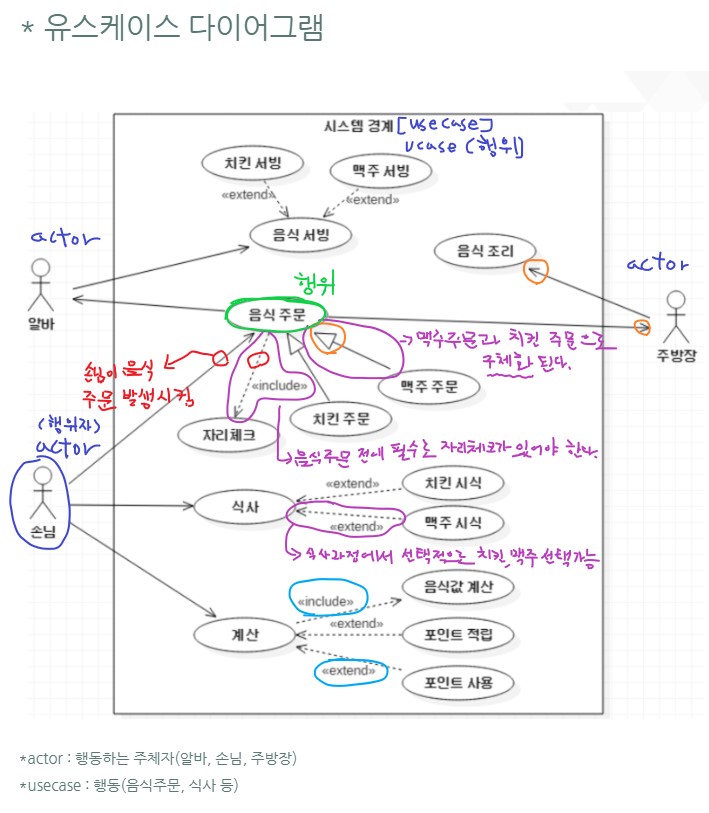 * 유스케이스 다이어그램
시스템 경계 [usecase]
ucase (행위)
치킨 서빙
맥주 서빙
«extend»
«extend»
음식 서빙
음식 조리
actor
알바
actor
주방장
행위
음식 주문
→ 맥주주문과 치킨 주문으로
구체화 된다.
손님이 음식
주문 발생시킴
«include»
맥주 주문
치킨 주문
자리체크
↳ 음식주문 전에 필수로 자리체크가 있어야 한다.
(행위자)
actor
손님
«extend»
치킨 시식
식사
«extend»
맥주 시식
↳ 식사과정에서 선택적으로 치킨, 맥주 선택가능
«include»
음식값 계산
«extend»
계산
포인트 적립
«extend»
포인트 사용
*actor : 행동하는 주체자(알바, 손님, 주방장)
*usecase : 행동(음식주문, 식사 등)